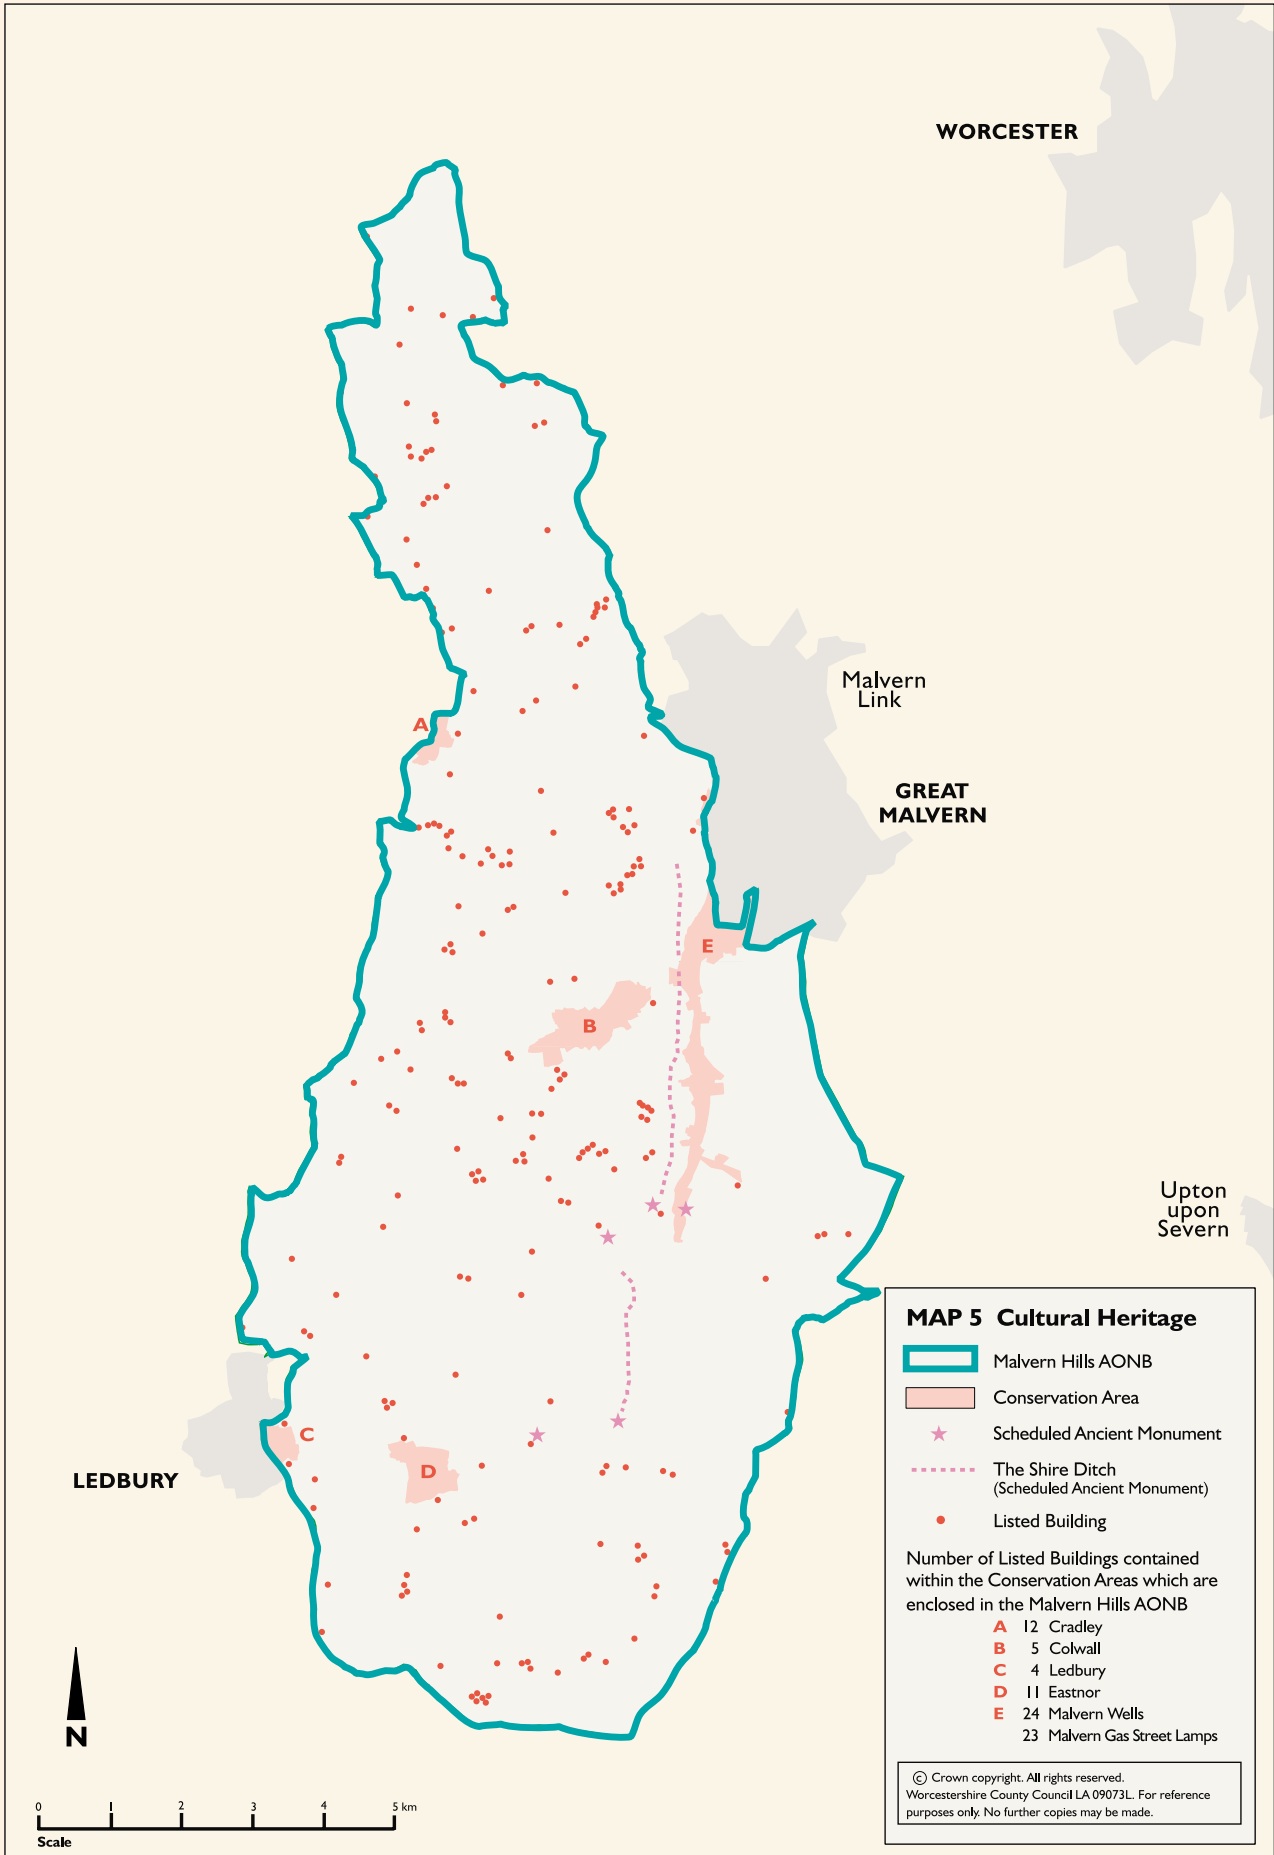 WORCESTER
Malvern
Link
GREAT
MALVERN
A
E
B
Upton
upon
Severn
C
D
LEDBURY
MAP 5 Cultural Heritage
Malvern Hills AONB
Conservation Area
Scheduled Ancient Monument
The Shire Ditch
(Scheduled Ancient Monument)
Listed Building
Number of Listed Buildings contained
within the Conservation Areas which are
enclosed in the Malvern Hills AONB
A 12 Cradley
B 5 Colwall
C 4 Ledbury
D 11 Eastnor
E 24 Malvern Wells
23 Malvern Gas Street Lamps
© Crown copyright. All rights reserved.
Worcestershire County Council LA 09073L. For reference
purposes only. No further copies may be made.
N
0 1 2 3 4 5 km
Scale